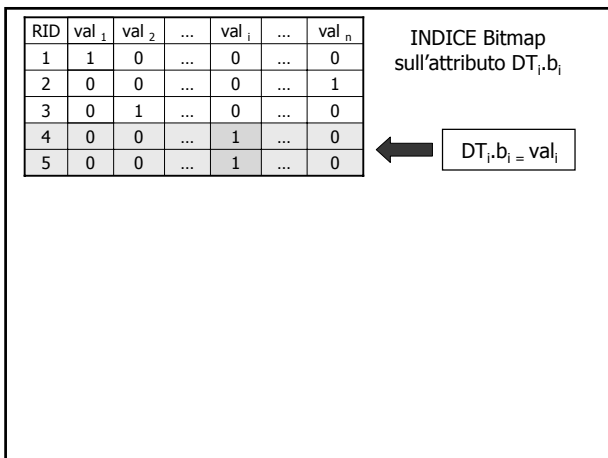 RID val 1 val 2 ... val i ... val n
1 1 0 ... 0 ... 0
2 0 0 ... 0 ... 1
3 0 1 ... 0 ... 0
4 0 0 ... 1 ... 0
5 0 0 ... 1 ... 0
INDICE Bitmap
sull'attributo DTi.bi
DTi.bi = vali